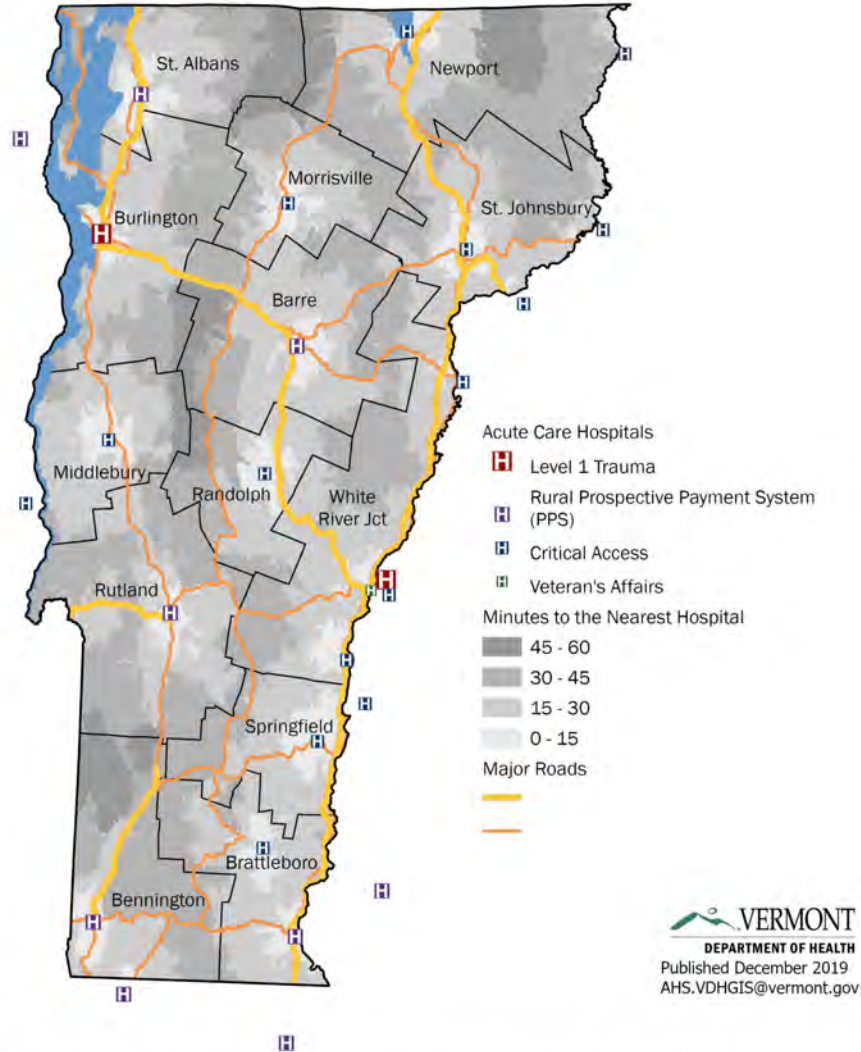 St. Albans
Newport
H
H
H
H
Morrisville
H
St. Johnsbury
H
Burlington
H
H
H
Barre
H
H
H
H
Middlebury
H
Randolph
H
White
River Jct
H
Acute Care Hospitals
H Level 1 Trauma
H Rural Prospective Payment System
(PPS)
H Critical Access
H Veteran's Affairs
Rutland
H
H
H
H
Minutes to the Nearest Hospital
45 - 60
30 - 45
15 - 30
0 - 15
Major Roads
H
H
Springfield
H
H
Brattleboro
H
Bennington
H
H
H
H
VERMONT
DEPARTMENT OF HEALTH
Published December 2019
AHS.VDHGIS@vermont.gov